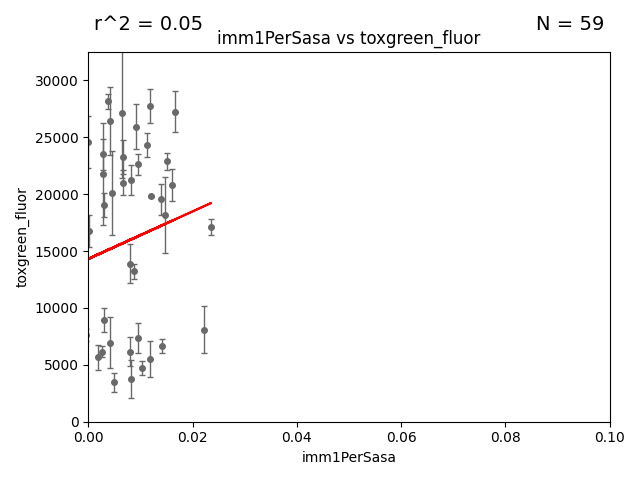 r^2 = 0.05
N = 59
imm1PerSasa vs toxgreen_fluor
30000
25000
20000
15000
10000
5000
0
toxgreen_fluor
0.00
0.02
0.04
0.06
0.08
0.10
imm1PerSasa